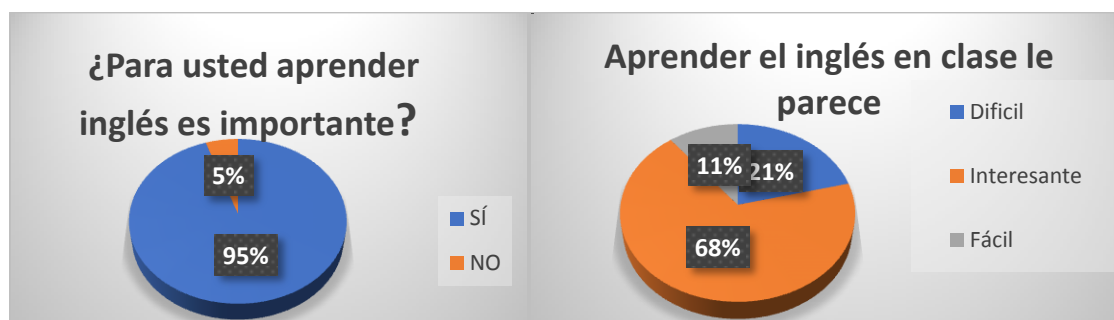 ¿Para usted aprender
inglés es importante?
5%
95%
SÍ
NO
Aprender el inglés en clase le
parece
11%
21%
68%
Dificil
Interesante
Fácil